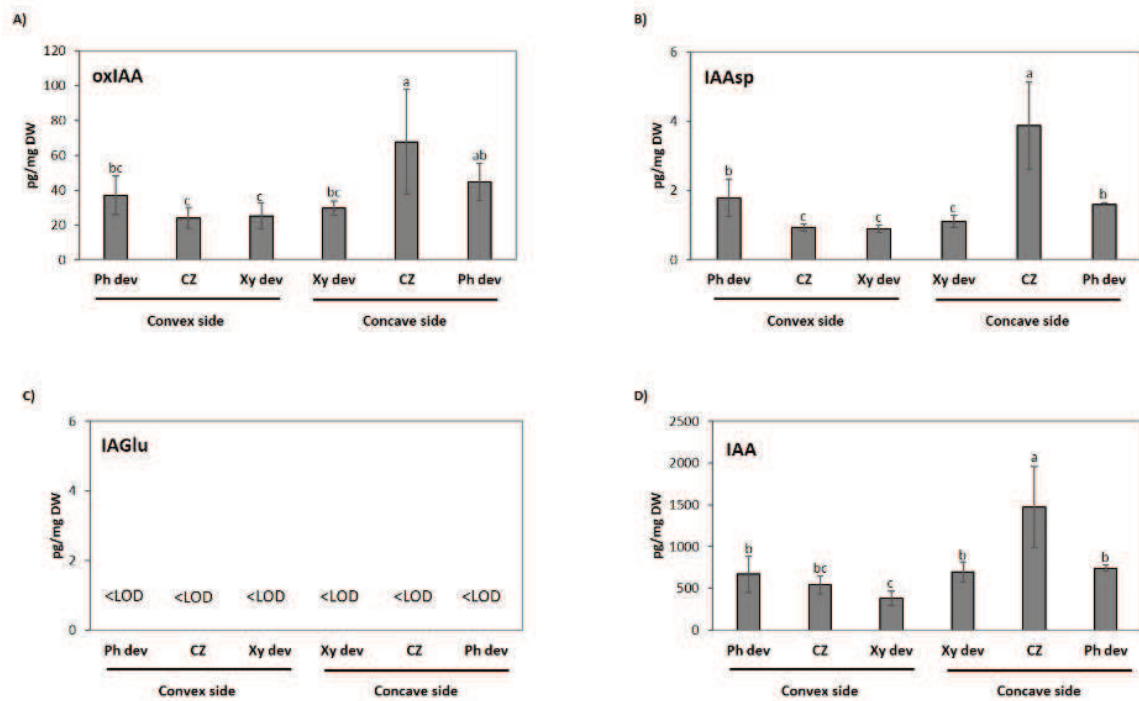 A)
120
100
80
60
40
20
0
pg/mg DW
oxIAA
bc
c
c
bc
a
ab
Ph dev CZ Xy dev Xy dev CZ Ph dev
Convex side Concave side
B)
6
4
2
0
pg/mg DW
IAAsp
b
c
c
c
a
b
Ph dev CZ Xy dev Xy dev CZ Ph dev
Convex side Concave side
C)
6
4
2
0
pg/mg DW
IAGlu
<LOD <LOD <LOD <LOD <LOD <LOD
Ph dev CZ Xy dev Xy dev CZ Ph dev
Convex side Concave side
D)
2500
2000
1500
1000
500
0
pg/mg DW
IAA
b
bc
c
b
a
b
Ph dev CZ Xy dev Xy dev CZ Ph dev
Convex side Concave side